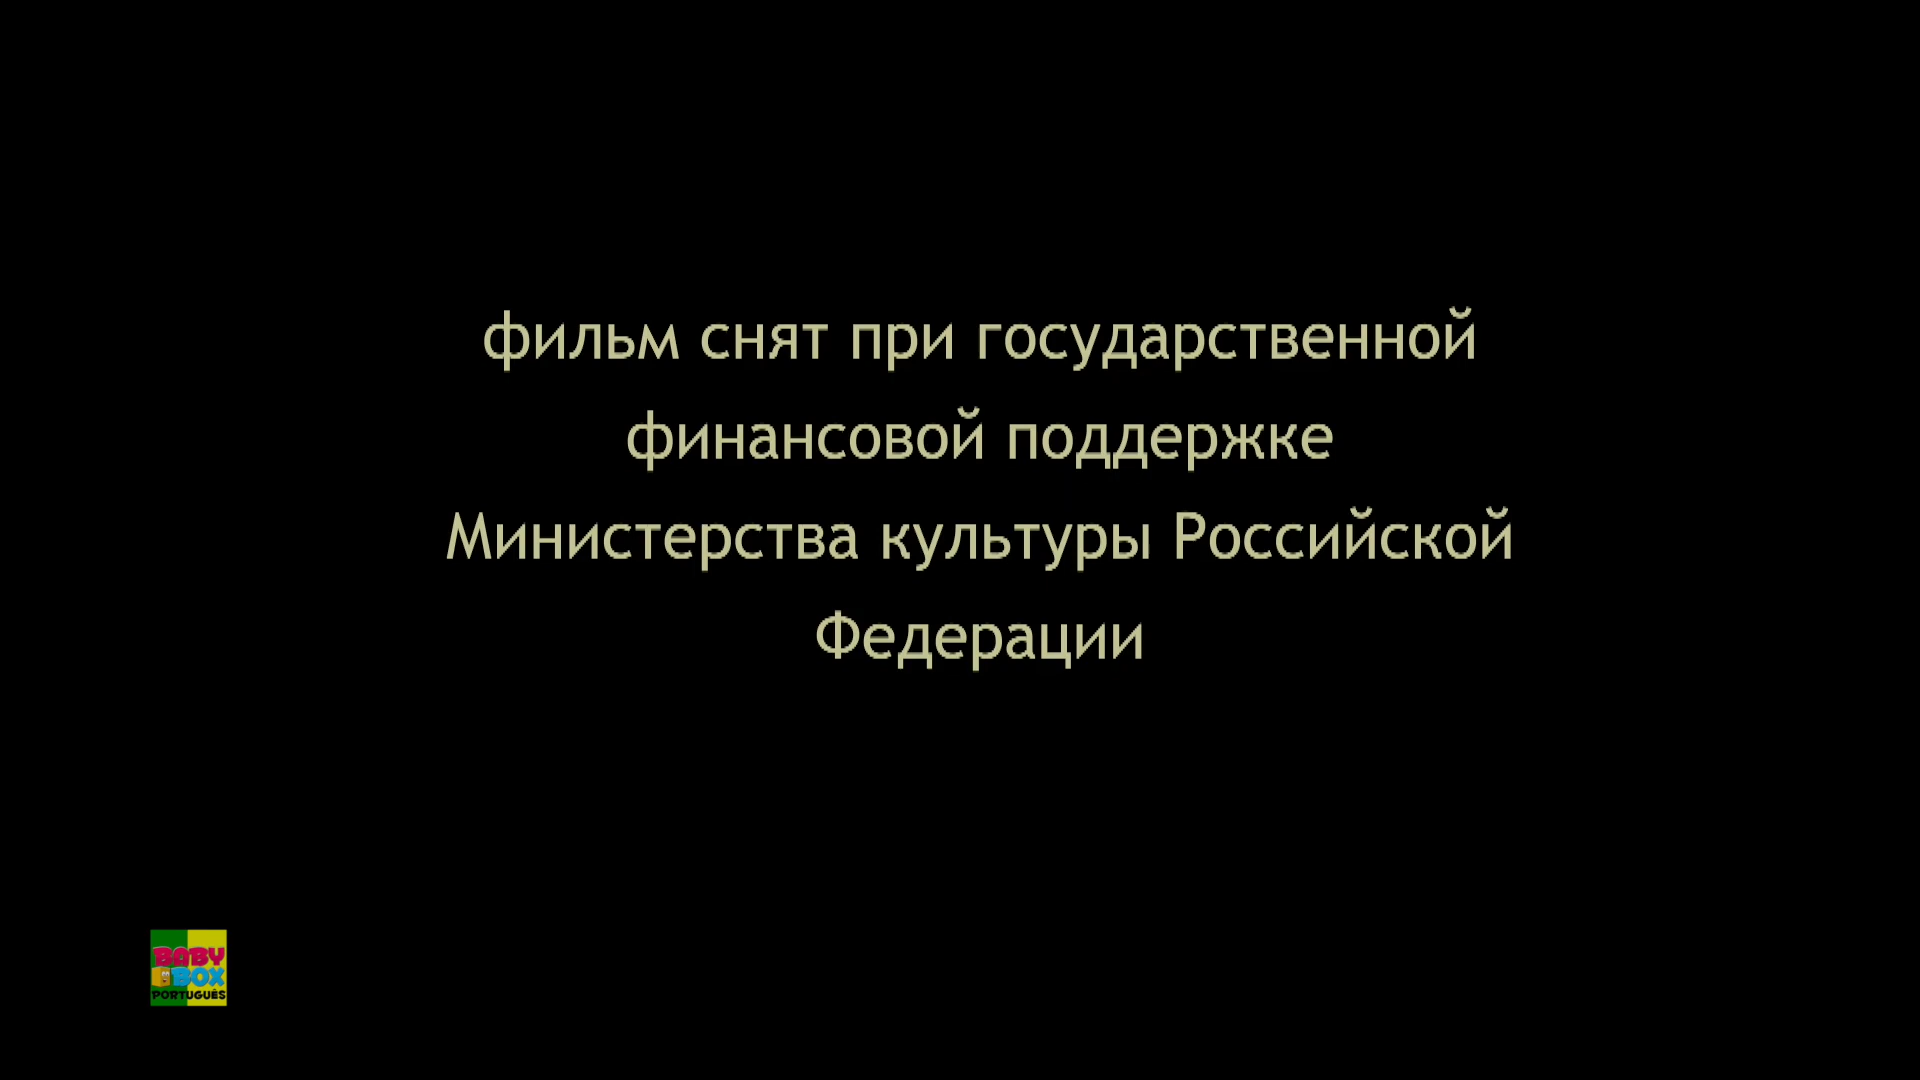 фильм снят при государственной
финансовой поддержке
Министерства культуры Российской
Федерации
BABY
BOX
PORTUGUÊS